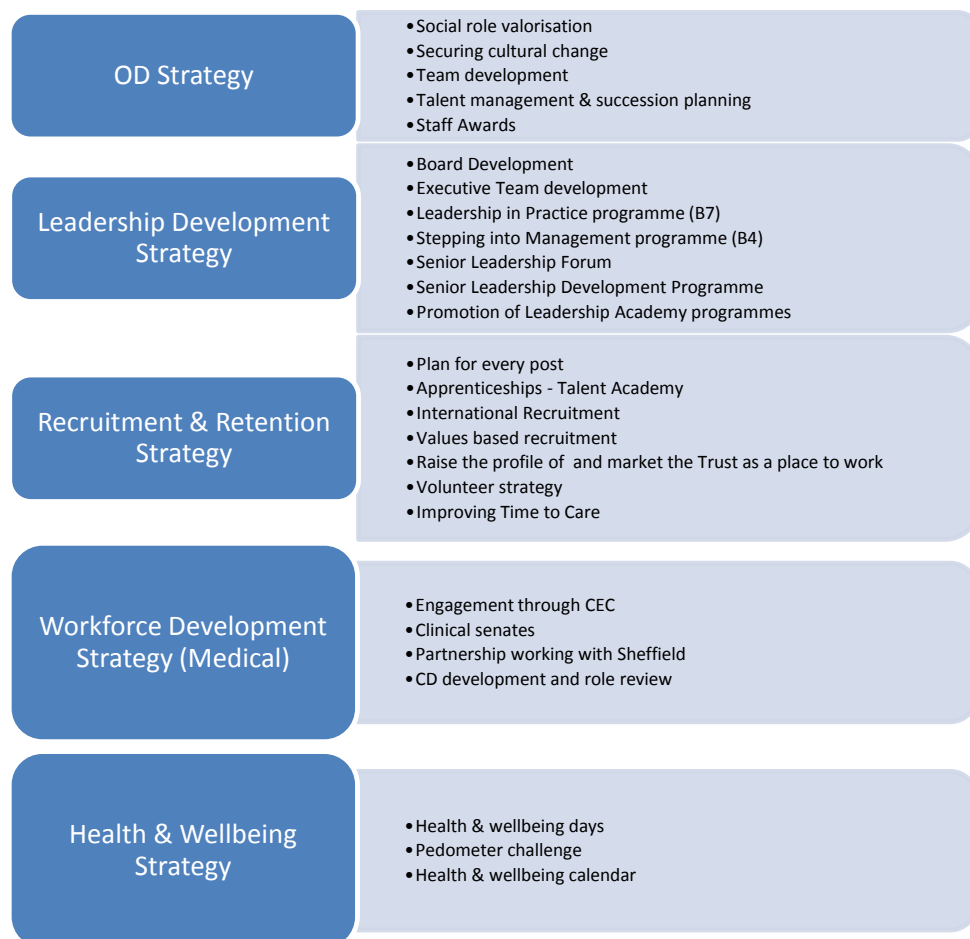 OD Strategy
•Social role valorisation
•Securing cultural change
•Team development
•Talent management & succession planning
•Staff Awards
Leadership Development
Strategy
•Board Development
•Executive Team development
•Leadership in Practice programme (B7)
•Stepping into Management programme (B4)
•Senior Leadership Forum
•Senior Leadership Development Programme
•Promotion of Leadership Academy programmes
Recruitment & Retention
Strategy
•Plan for every post
•Apprenticeships - Talent Academy
•International Recruitment
•Values based recruitment
•Raise the profile of and market the Trust as a place to work
•Volunteer strategy
•Improving Time to Care
Workforce Development
Strategy (Medical)
•Engagement through CEC
•Clinical senates
•Partnership working with Sheffield
•CD development and role review
Health & Wellbeing
Strategy
•Health & wellbeing days
•Pedometer challenge
•Health & wellbeing calendar